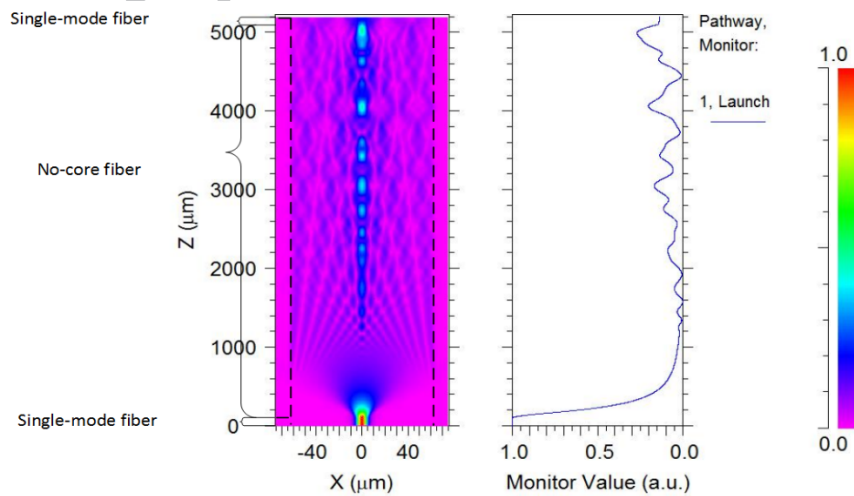 Single-mode fiber
No-core fiber
Single-mode fiber
5000
4000
3000
2000
1000
0
Z (μm)
-40 0 40
X (μm)
1.0 0.5 0.0
Monitor Value (a.u.)
Pathway,
Monitor:
1, Launch
1.0
0.0